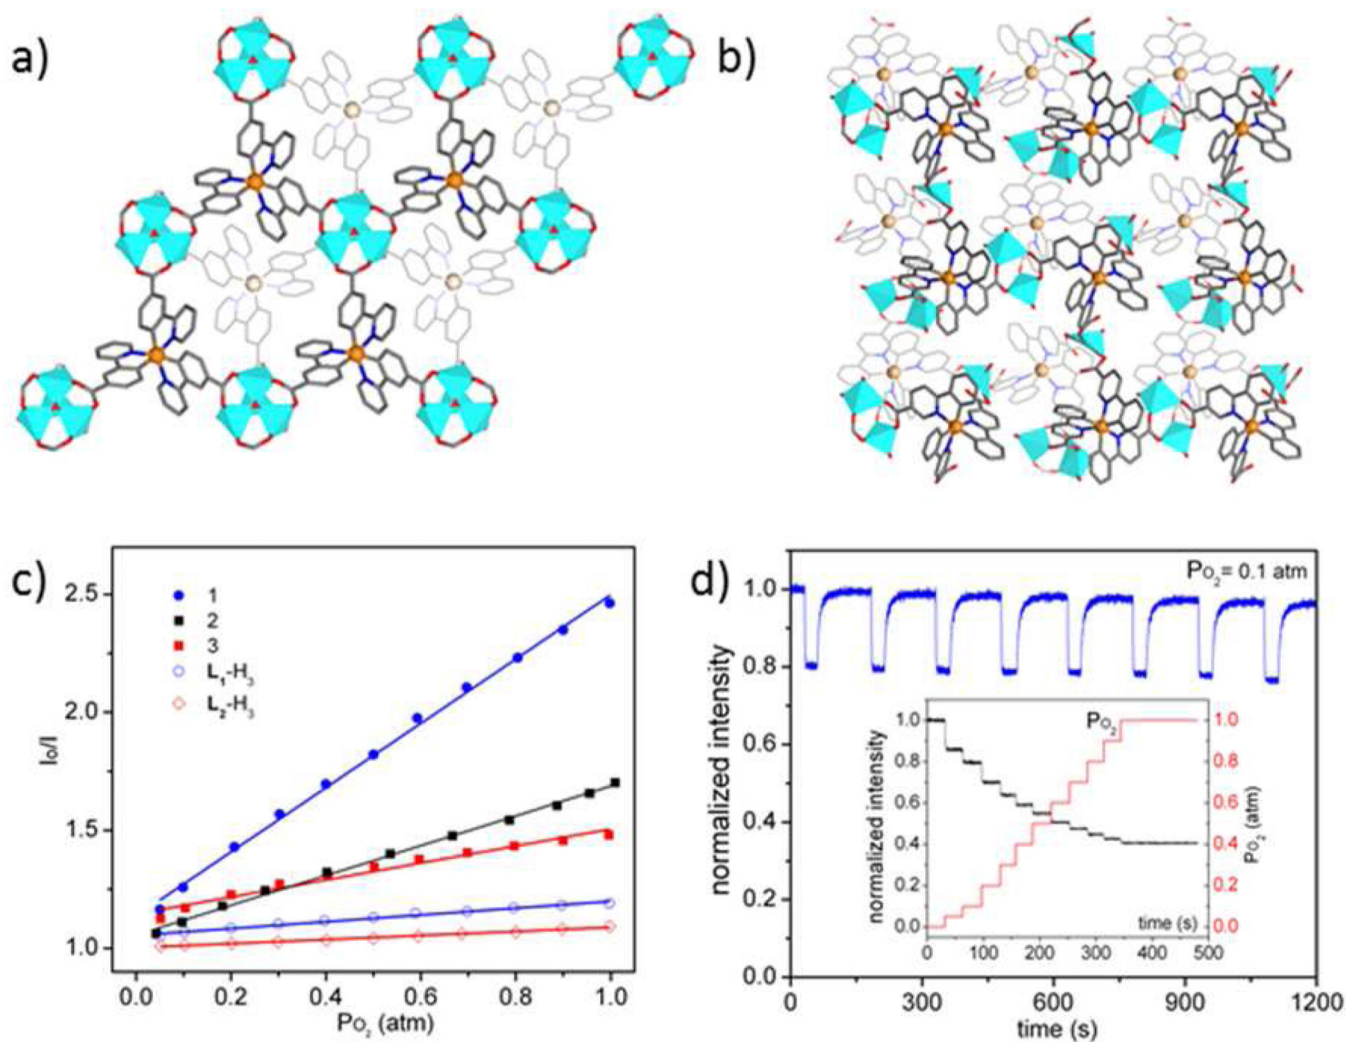 a)
b)
c)
1
2
3
L₁-H₃
L₂-H₃
2.5
2.0
1.5
1.0
I₀/I
0.0 0.2 0.4 0.6 0.8 1.0
Po₂ (atm)
d)
Po₂= 0.1 atm
1.0
0.8
0.6
0.4
0.2
0.0
normalized intensity
0 300 600 900 1200
time (s)
Po₂
1.0
0.8
0.6
0.4
0.2
0.0
normalized intensity
1.0
0.8
0.6
0.4
0.2
0.0
Po₂ (atm)
time (s)
0 100 200 300 400 500